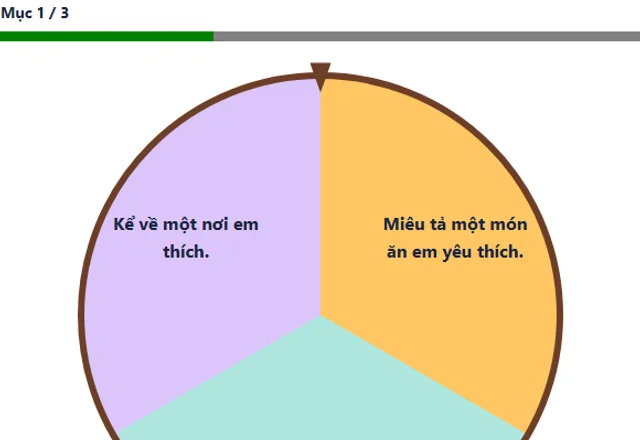 Mục 1 / 3
Kể về một nơi em
thích.
Miêu tả một món
ăn em yêu thích.